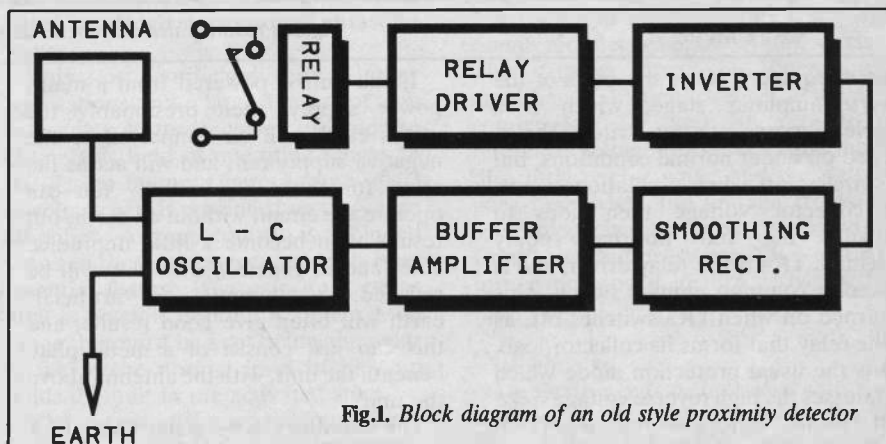 ANTENNA
RELAY
RELAY
DRIVER
INVERTER
L-C
OSCILLATOR
BUFFER
AMPLIFIER
SMOOTHING
RECT.
EARTH
Fig.1. Block diagram of an old style proximity detector